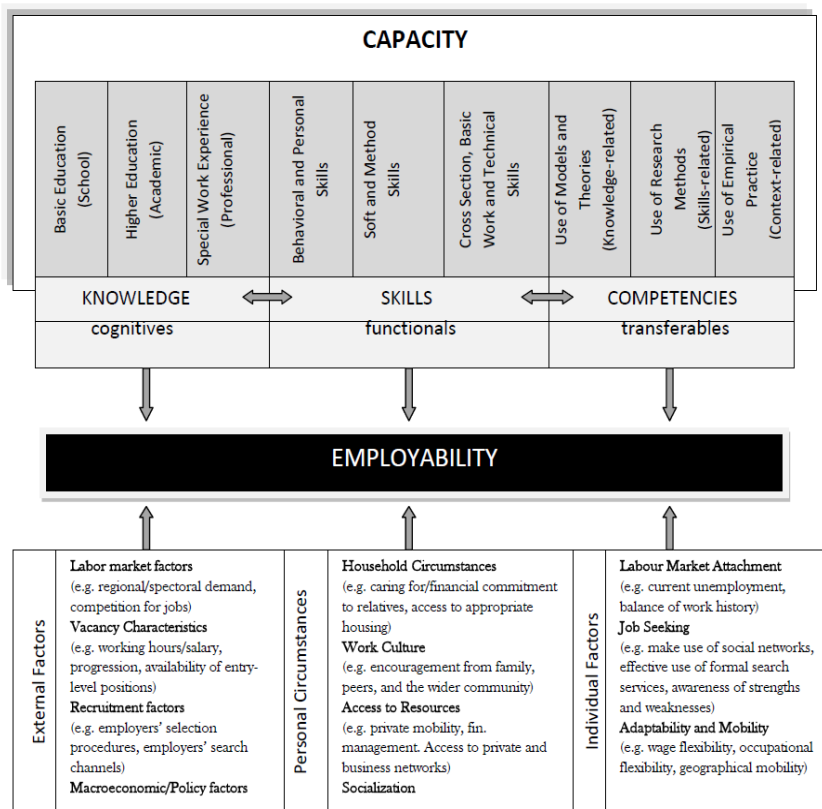 CAPACITY
Basic Education
(School)
Higher Education
(Academic)
Special Work Experience
(Professional)
Behavioral and Personal
Skills
Soft and Method
Skills
Cross Section, Basic
Work and Technical
Skills
Use of Models and
Theories
(Knowledge-related)
Use of Research
Methods
(Skills-related)
Use of Empirical
Practice
(Context-related)
KNOWLEDGE
cognitives
SKILLS
functionals
COMPETENCIES
transferables
EMPLOYABILITY
External Factors
Labor market factors
(e.g. regional/spectoral demand,
competition for jobs)
Vacancy Characteristics
(e.g. working hours/salary,
progression, availability of entry-
level positions)
Recruitment factors
(e.g. employers' selection
procedures, employers' search
channels)
Macroeconomic/Policy factors
Personal Circumstances
Household Circumstances
(e.g. caring for/financial commitment
to relatives, access to appropriate
housing)
Work Culture
(e.g. encouragement from family,
peers, and the wider community)
Access to Resources
(e.g. private mobility, fin.
management. Access to private and
business networks)
Socialization
Individual Factors
Labour Market Attachment
(e.g. current unemployment,
balance of work history)
Job Seeking
(e.g. make use of social networks,
effective use of formal search
services, awareness of strengths
and weaknesses)
Adaptability and Mobility
(e.g. wage flexibility, occupational
flexibility, geographical mobility)